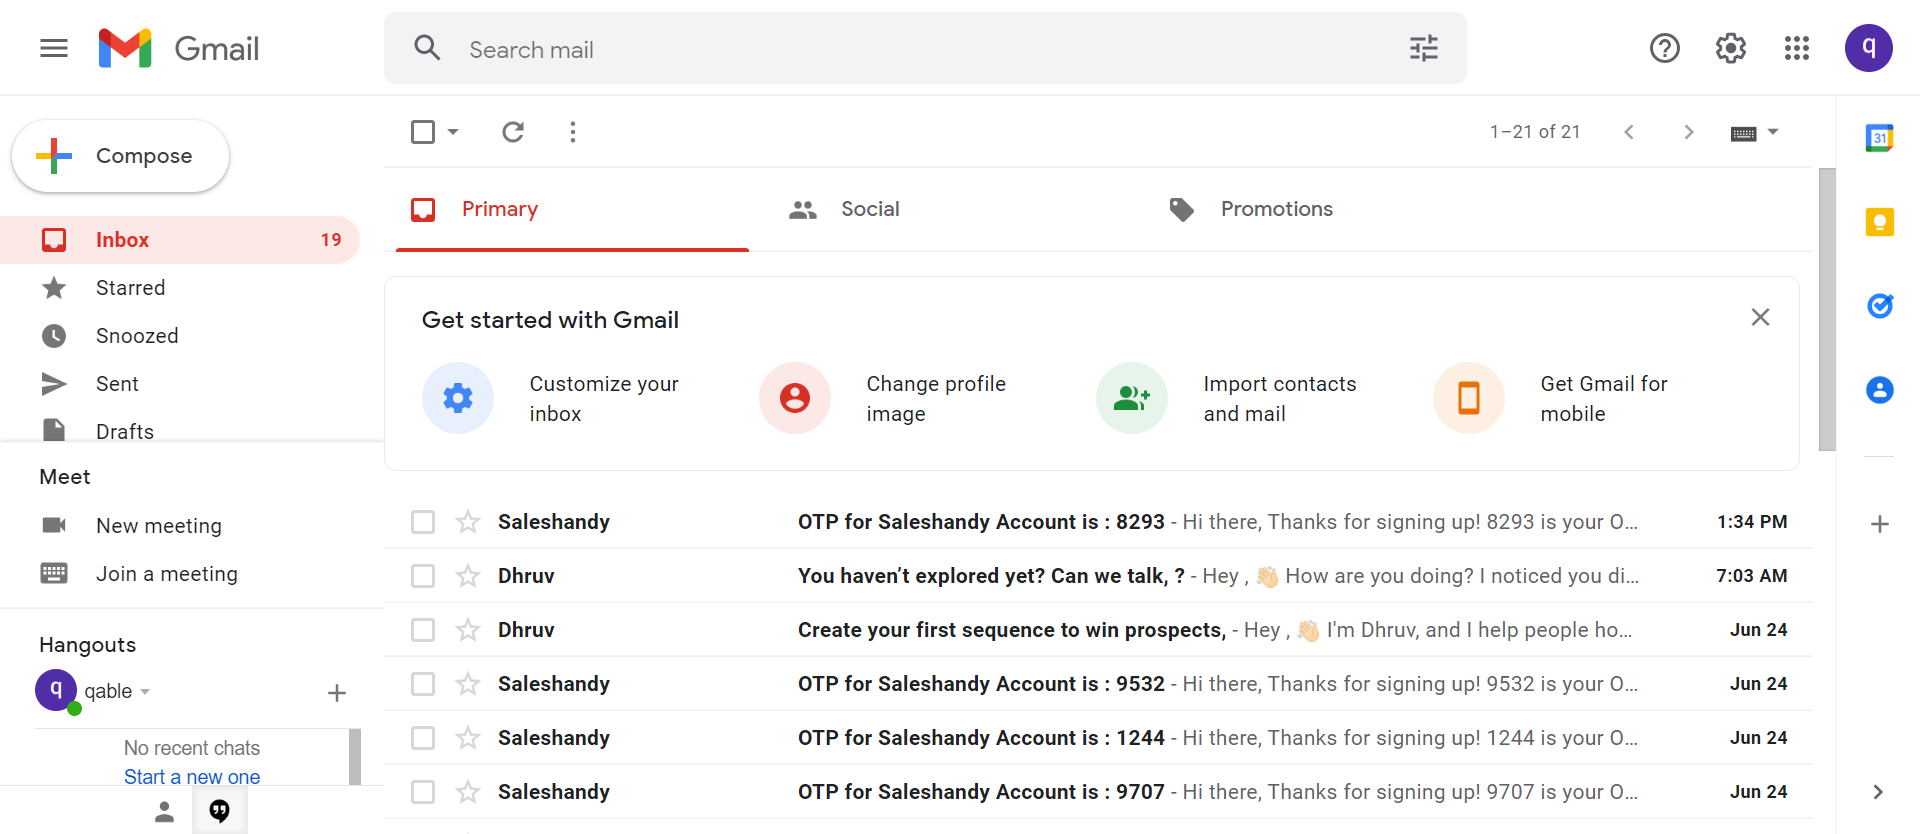 Gmail
Search mail
q
Compose
1–21 of 21
31
Primary
Social
Promotions
Inbox 19
Starred
Snoozed
Sent
Drafts
Get started with Gmail
Customize your
inbox
Change profile
image
Import contacts
and mail
Get Gmail for
mobile
Meet
New meeting
Join a meeting
Hangouts
q qable
No recent chats
Start a new one
Saleshandy OTP for Saleshandy Account is : 8293 - Hi there, Thanks for signing up! 8293 is your O... 1:34 PM
Dhruv You haven’t explored yet? Can we talk, ? - Hey , 👋🏻 How are you doing? I noticed you di... 7:03 AM
Dhruv Create your first sequence to win prospects, - Hey , 👋🏻 I'm Dhruv, and I help people ho... Jun 24
Saleshandy OTP for Saleshandy Account is : 9532 - Hi there, Thanks for signing up! 9532 is your O... Jun 24
Saleshandy OTP for Saleshandy Account is : 1244 - Hi there, Thanks for signing up! 1244 is your O... Jun 24
Saleshandy OTP for Saleshandy Account is : 9707 - Hi there, Thanks for signing up! 9707 is your O... Jun 24